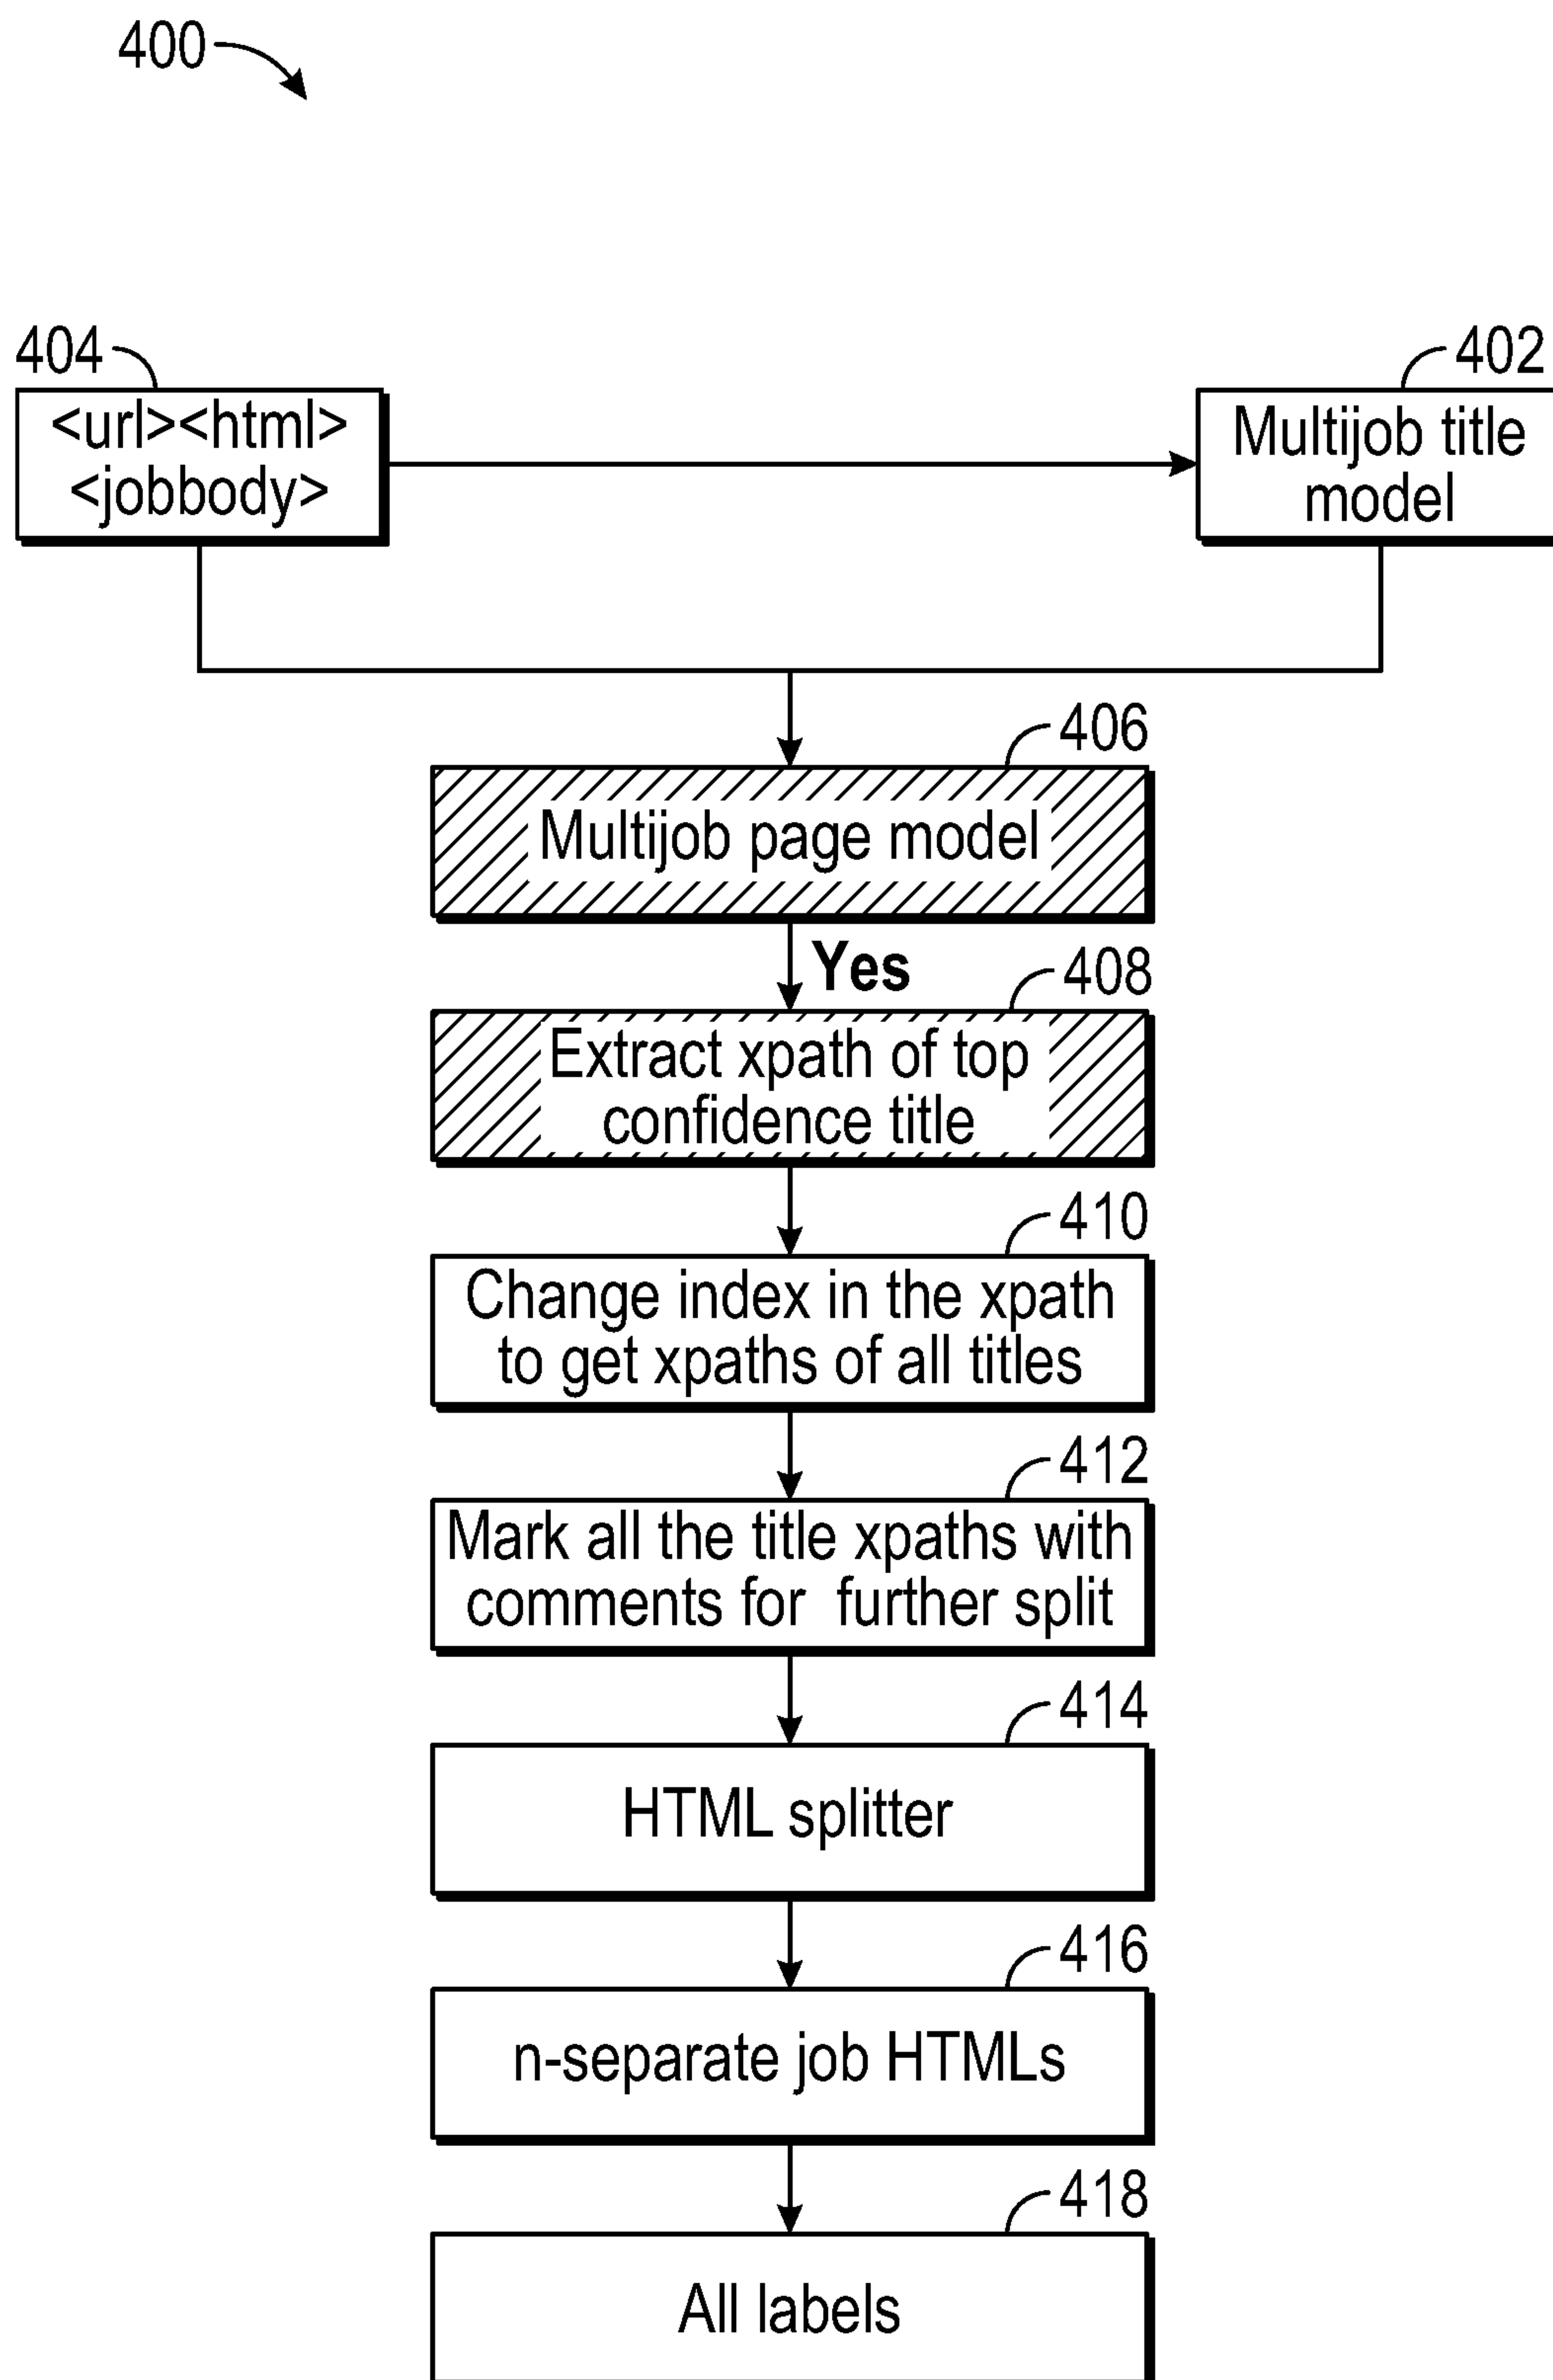 400
404
402
<url><html>
<jobbody>
Multijob title
model
406
Multijob page model
Yes
408
Extract xpath of top
confidence title
410
Change index in the xpath
to get xpaths of all titles
412
Mark all the title xpaths with
comments for further split
414
HTML splitter
416
n-separate job HTMLs
418
All labels